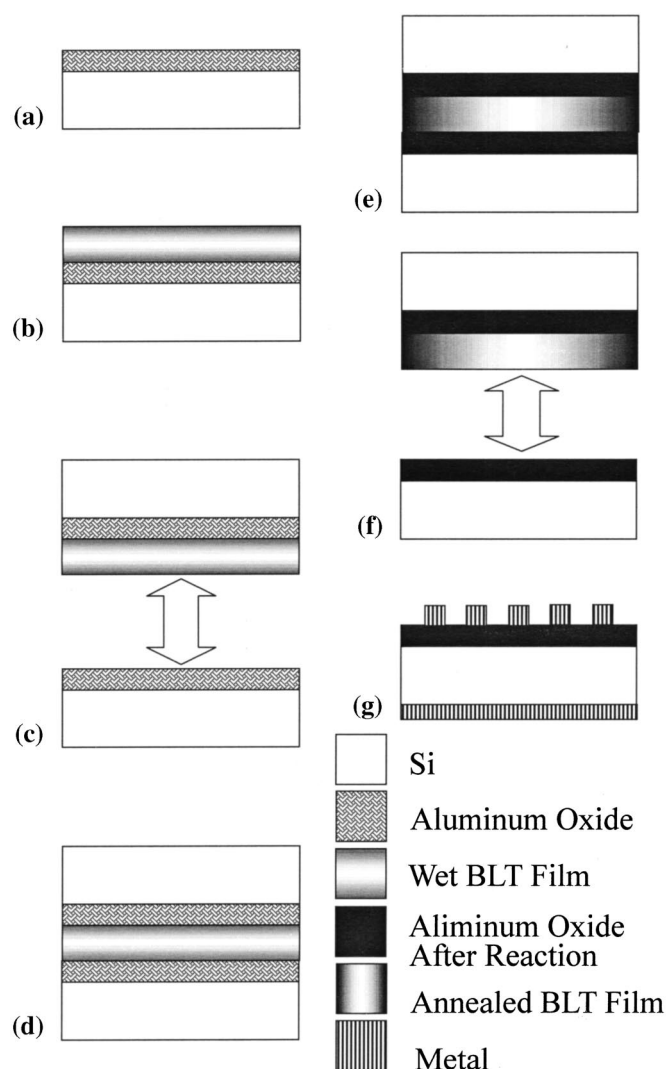 (a)
(b)
(c)
(d)
(e)
(f)
(g)
Si
Aluminum Oxide
Wet BLT Film
Aliminum Oxide
After Reaction
Annealed BLT Film
Metal